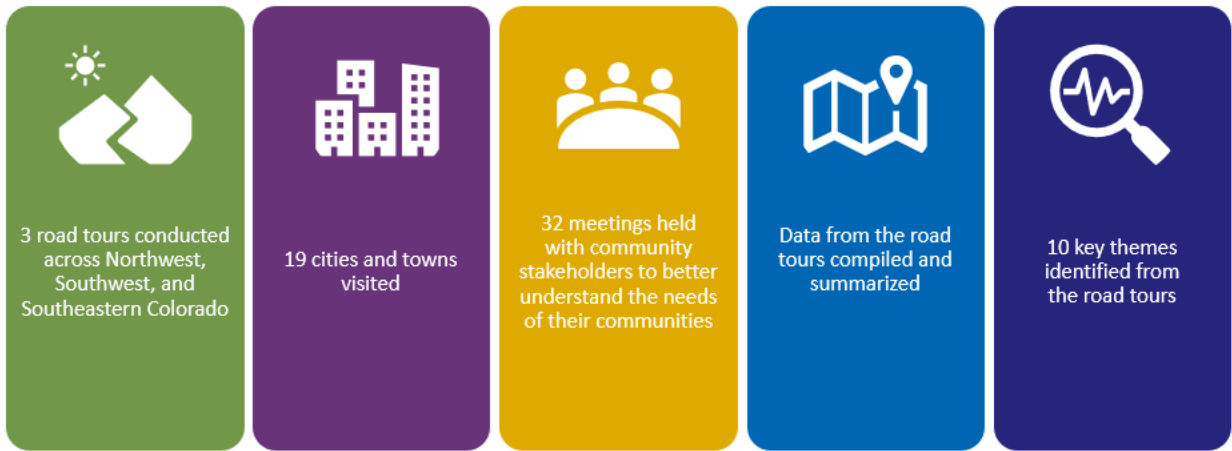 3 road tours conducted
across Northwest,
Southwest, and
Southeastern Colorado
19 cities and towns
visited
32 meetings held
with community
stakeholders to better
understand the needs
of their communities
Data from the road
tours compiled and
summarized
10 key themes
identified from
the road tours